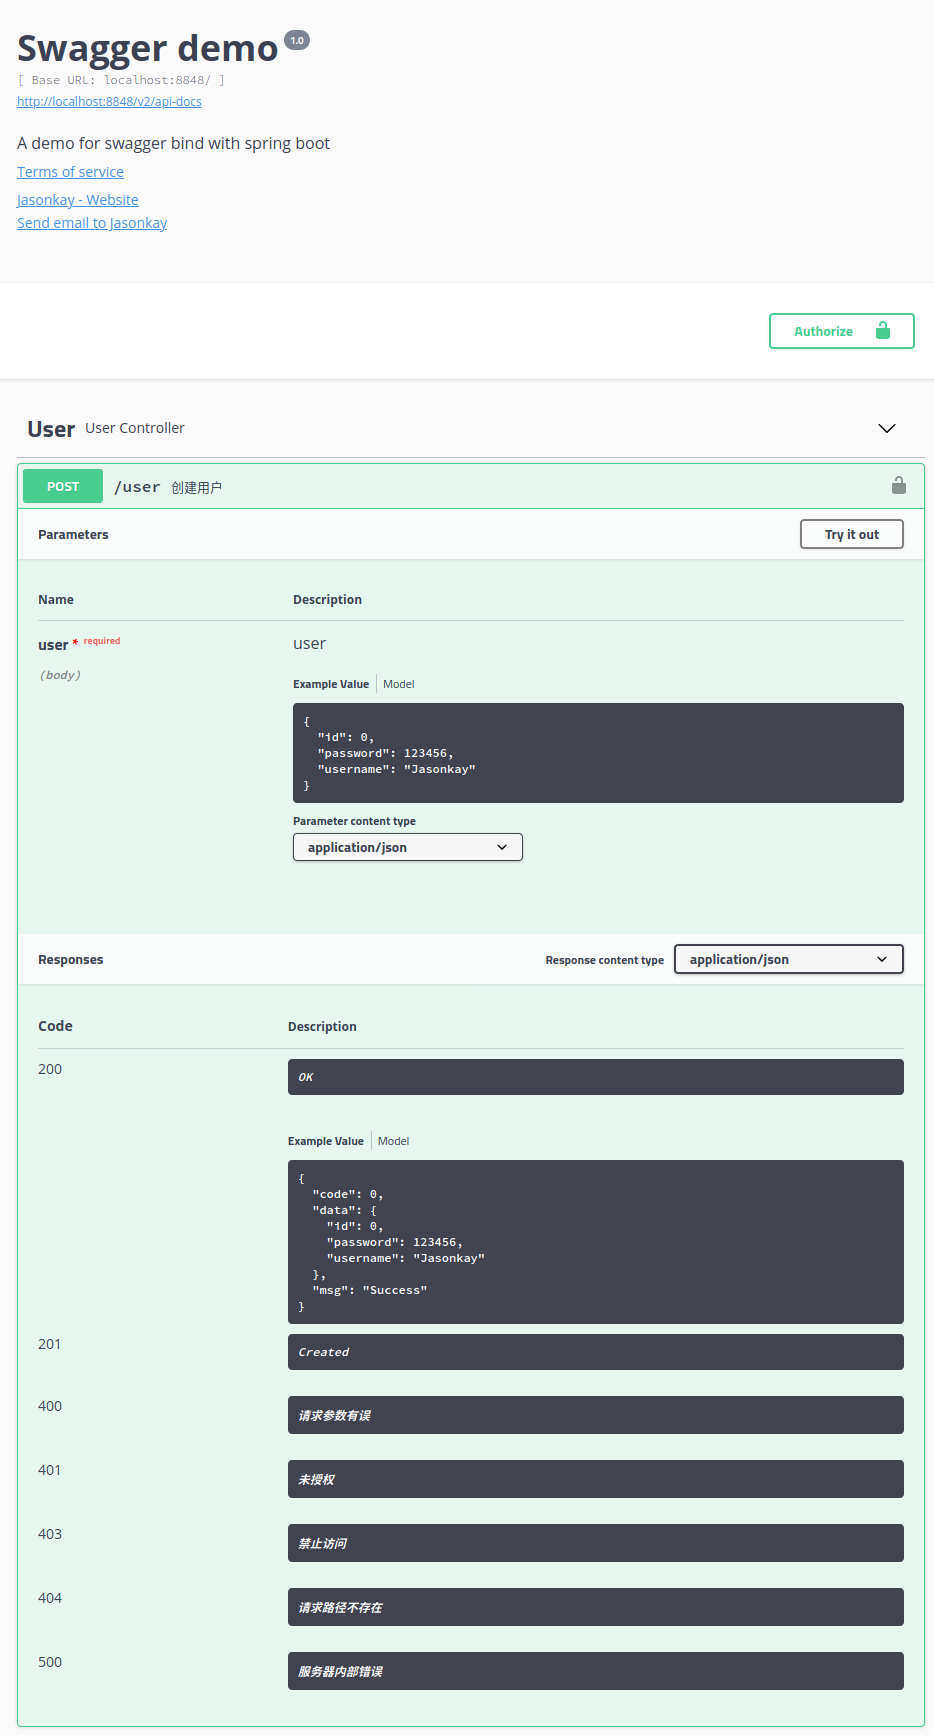 Swagger demo 1.0
[ Base URL: localhost:8848/ ]
http://localhost:8848/v2/api-docs
A demo for swagger bind with spring boot
Terms of service
Jasonkay - Website
Send email to Jasonkay
Authorize
User User Controller
POST /user 创建用户
Parameters Try it out
Name Description
user * required user
(body)
Example Value Model
{
"id": 0,
"password": 123456,
"username": "Jasonkay"
}
Parameter content type
application/json
Responses Response content type application/json
Code Description
200 OK
Example Value Model
{
"code": 0,
"data": {
"id": 0,
"password": 123456,
"username": "Jasonkay"
},
"msg": "Success"
}
201 Created
400 请求参数有误
401 未授权
403 禁止访问
404 请求路径不存在
500 服务器内部错误